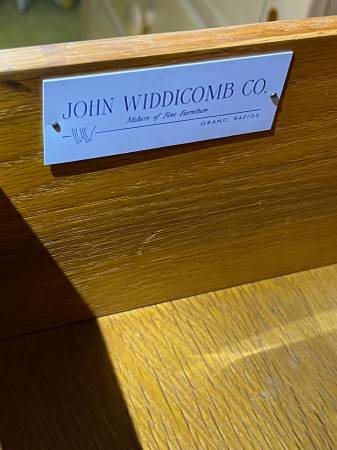 JOHN WIDDICOMB CO.
Makers of Fine Furniture
GRAND RAPIDS